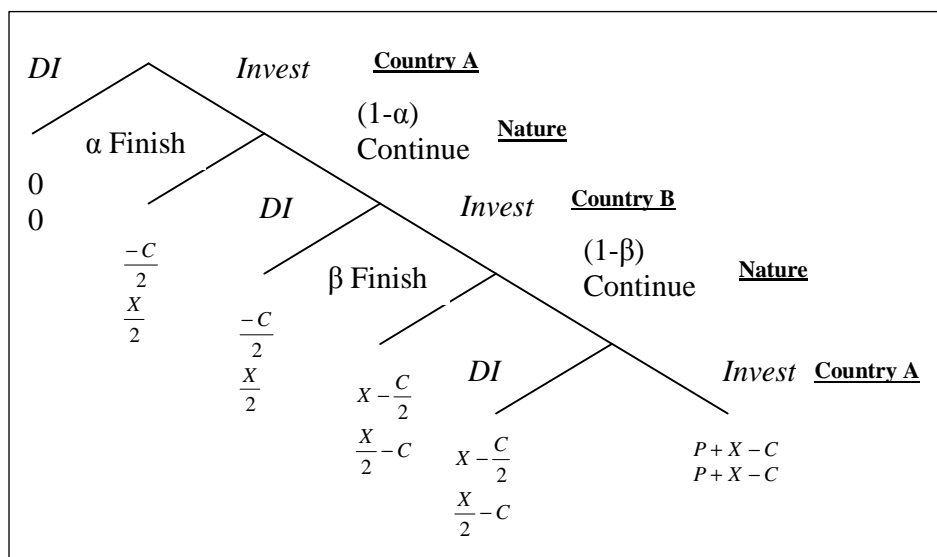 DI Invest Country A
(1-α)
α Finish Continue Nature
0
0
DI Invest Country B
-C/2
X/2
(1-β)
β Finish Continue Nature
-C/2
X/2
DI Invest Country A
X - C/2
X/2 - C
X - C/2
X/2 - C
P + X - C
P + X - C